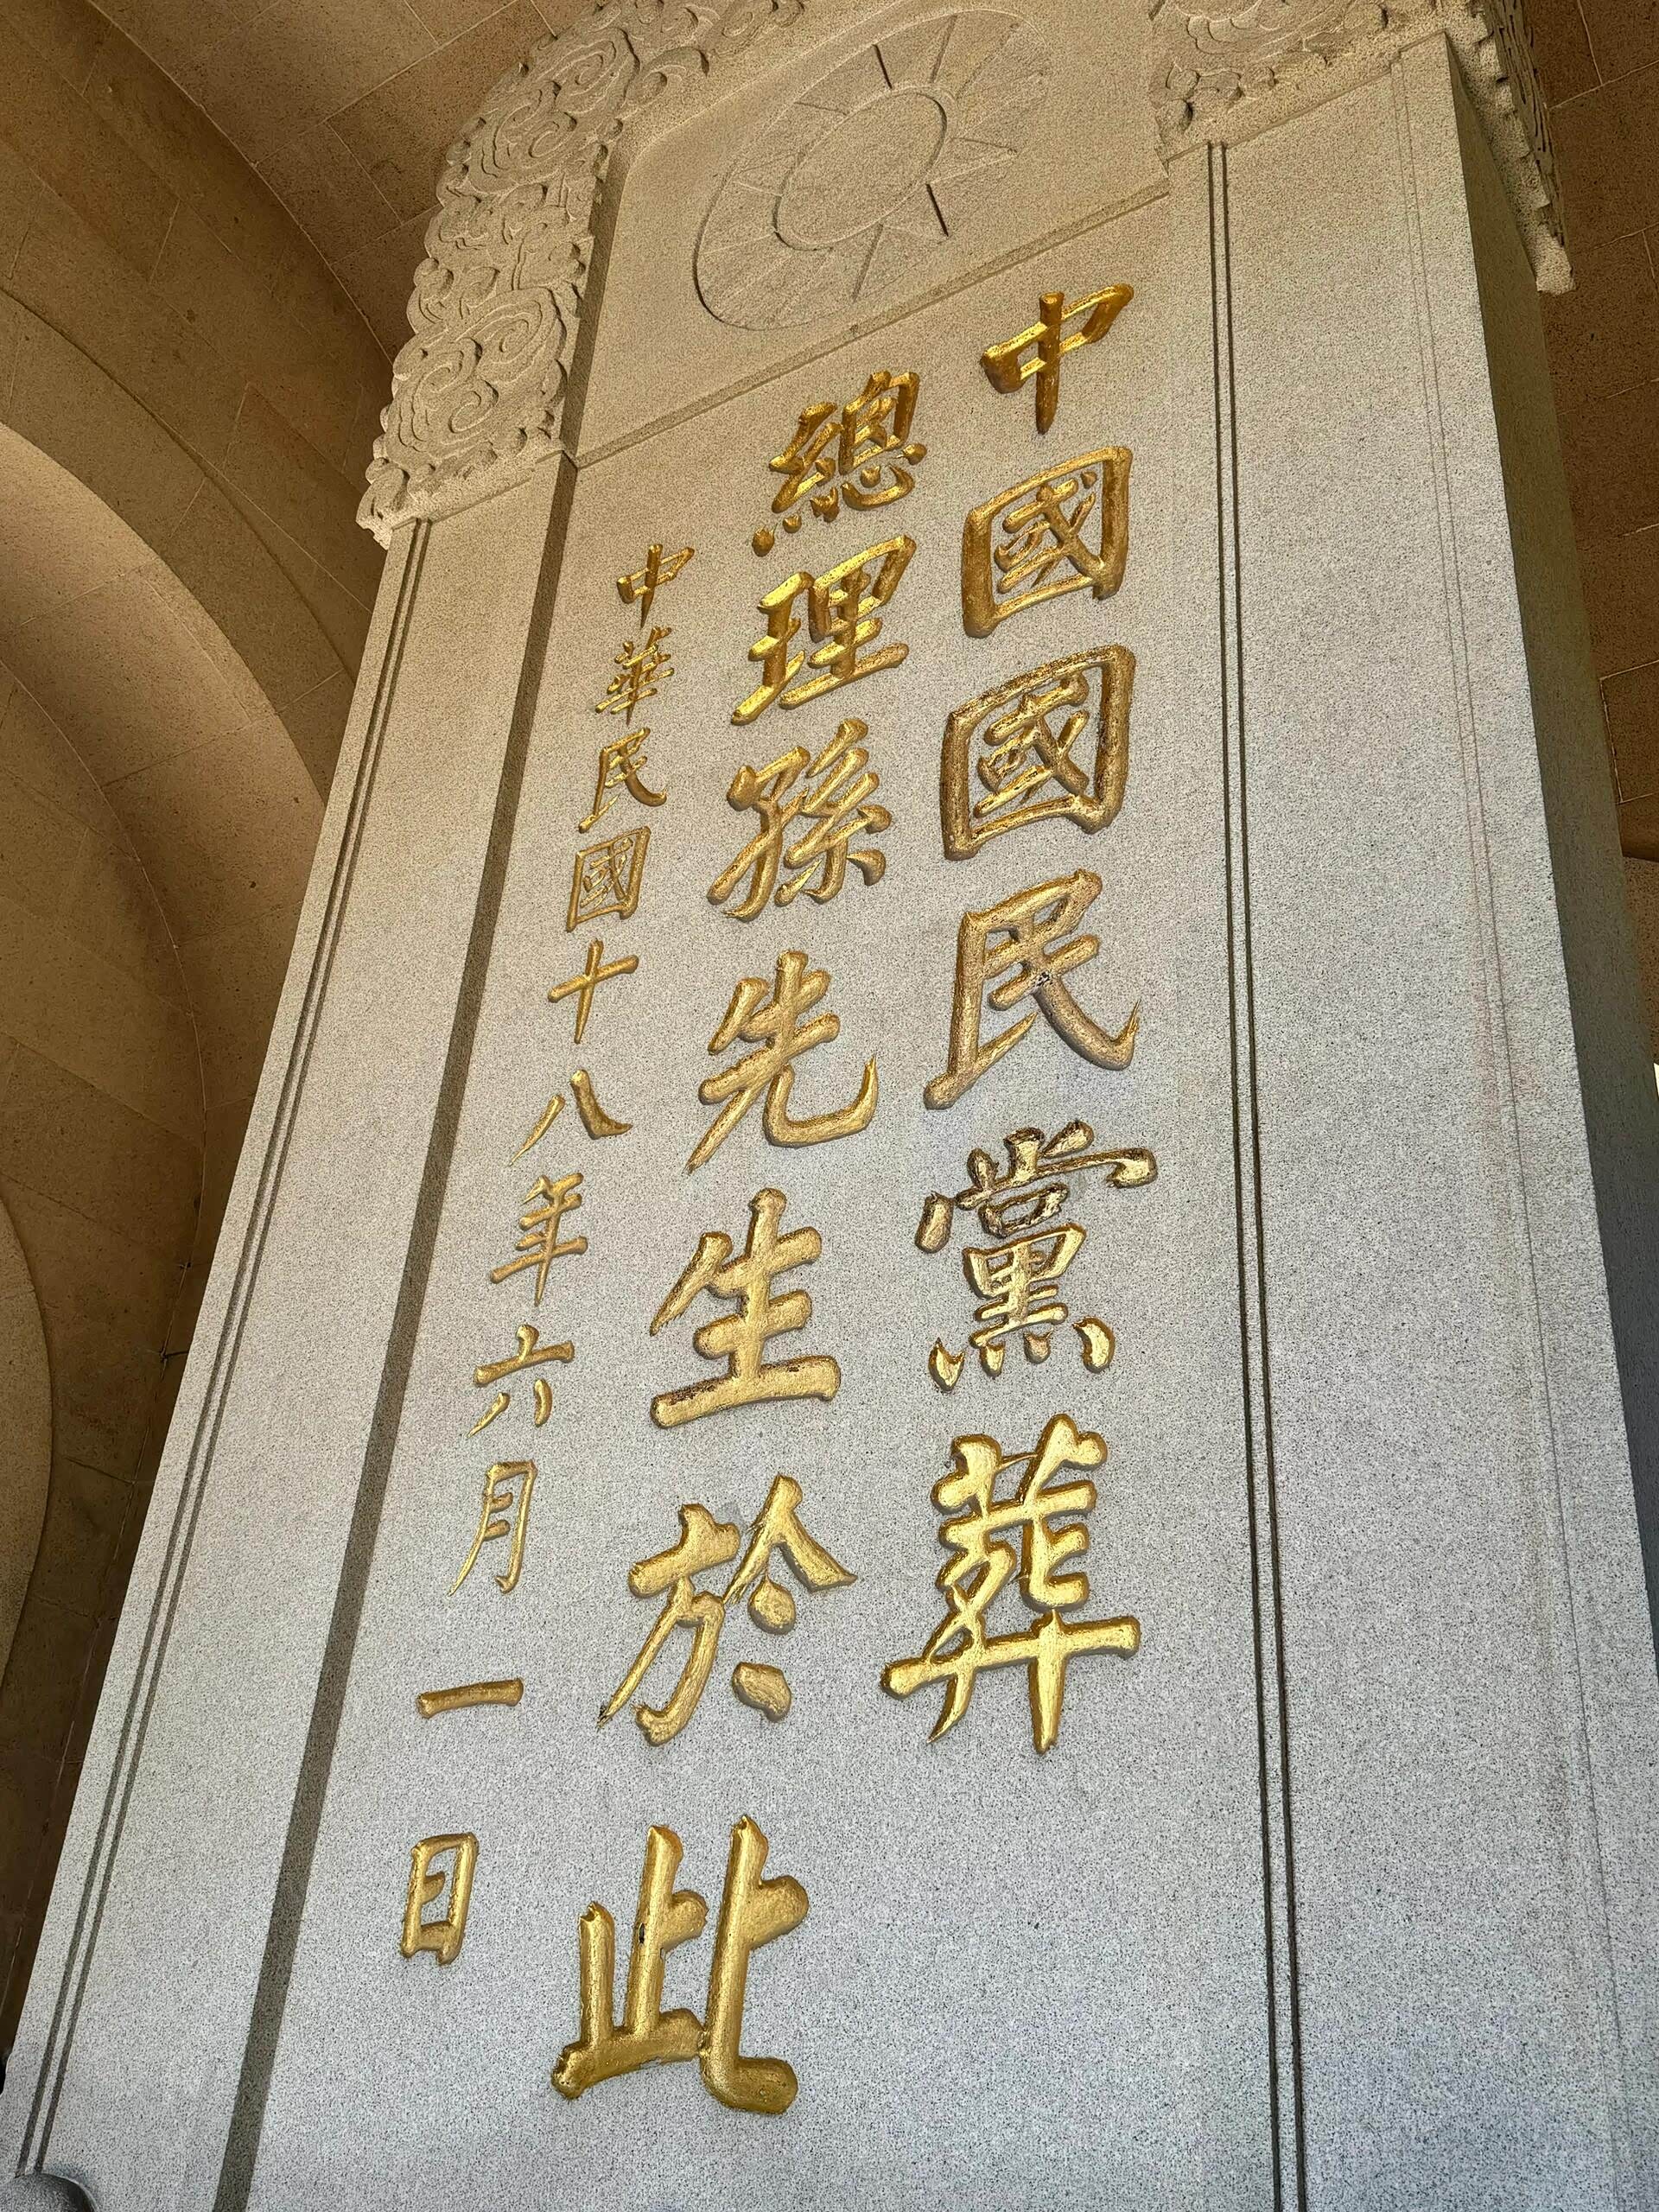 中國國民黨葬
總理孫先生於此
中華民國十八年六月一日